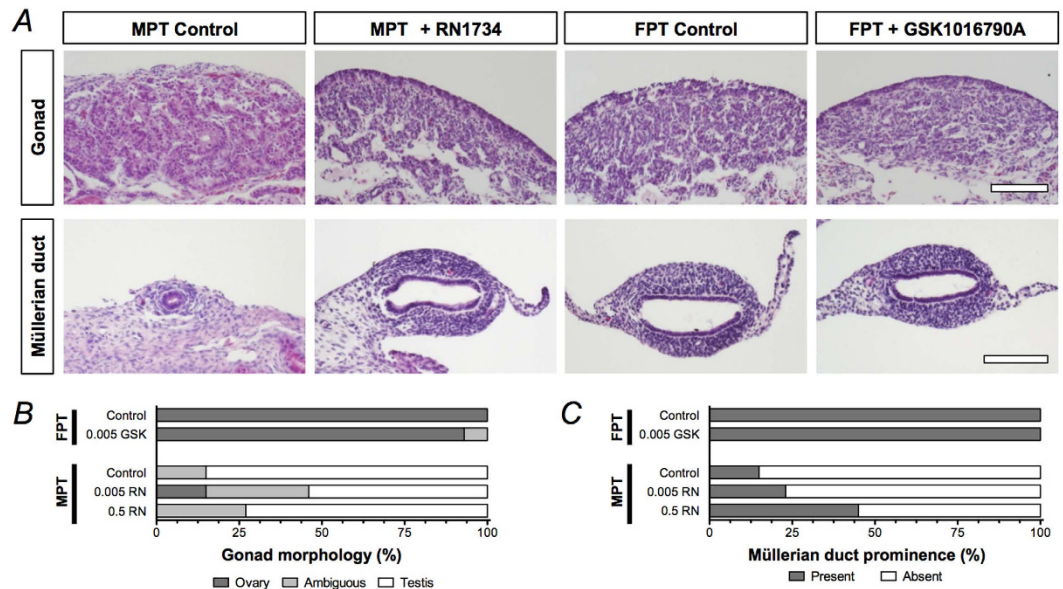 A
MPT Control
MPT + RN1734
FPT Control
FPT + GSK1016790A
Gonad
Müllerian duct
B
FPT
Control
0.005 GSK
MPT
Control
0.005 RN
0.5 RN
0 25 50 75 100
Gonad morphology (%)
Ovary Ambiguous Testis
C
FPT
Control
0.005 GSK
MPT
Control
0.005 RN
0.5 RN
0 25 50 75 100
Müllerian duct prominence (%)
Present Absent